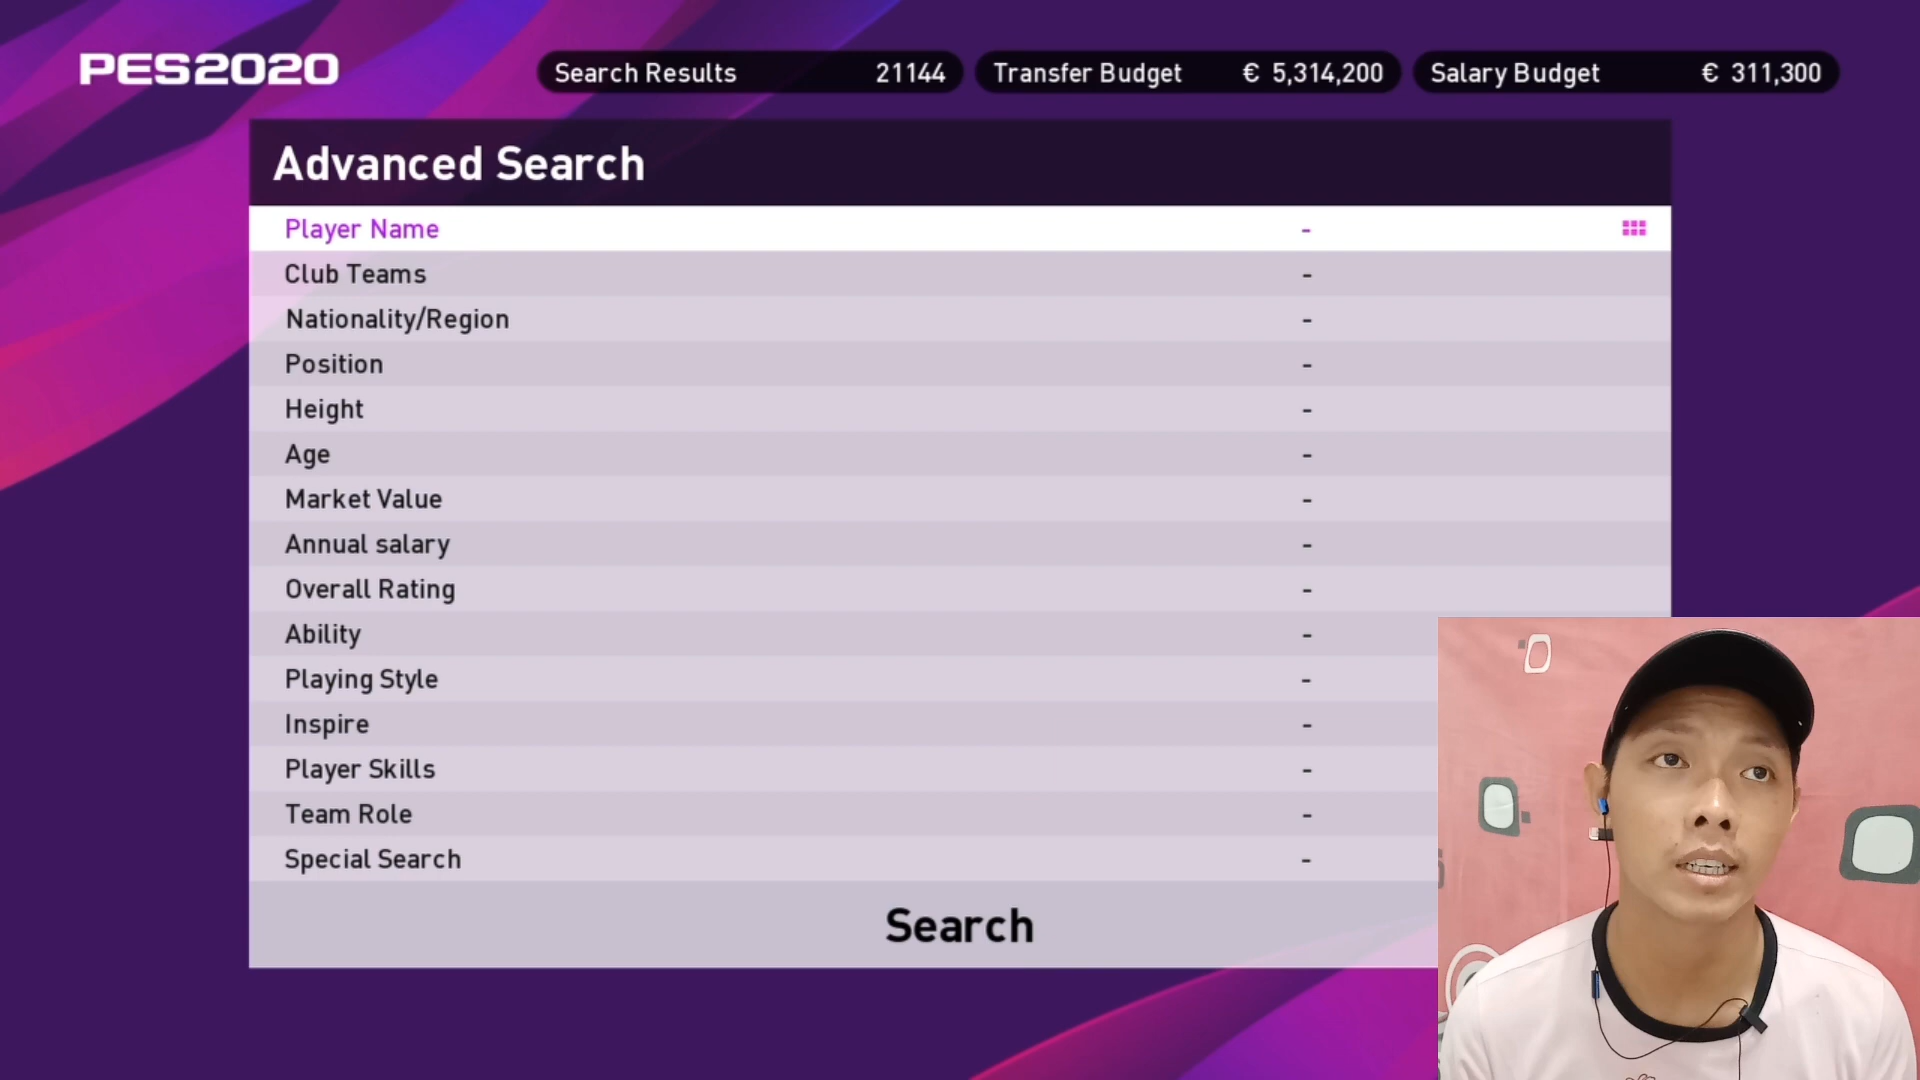 PES2020
Search Results 21144
Transfer Budget € 5,314,200
Salary Budget € 311,300
Advanced Search
Player Name -
Club Teams -
Nationality/Region -
Position -
Height -
Age -
Market Value -
Annual salary -
Overall Rating -
Ability -
Playing Style -
Inspire -
Player Skills -
Team Role -
Special Search -
Search